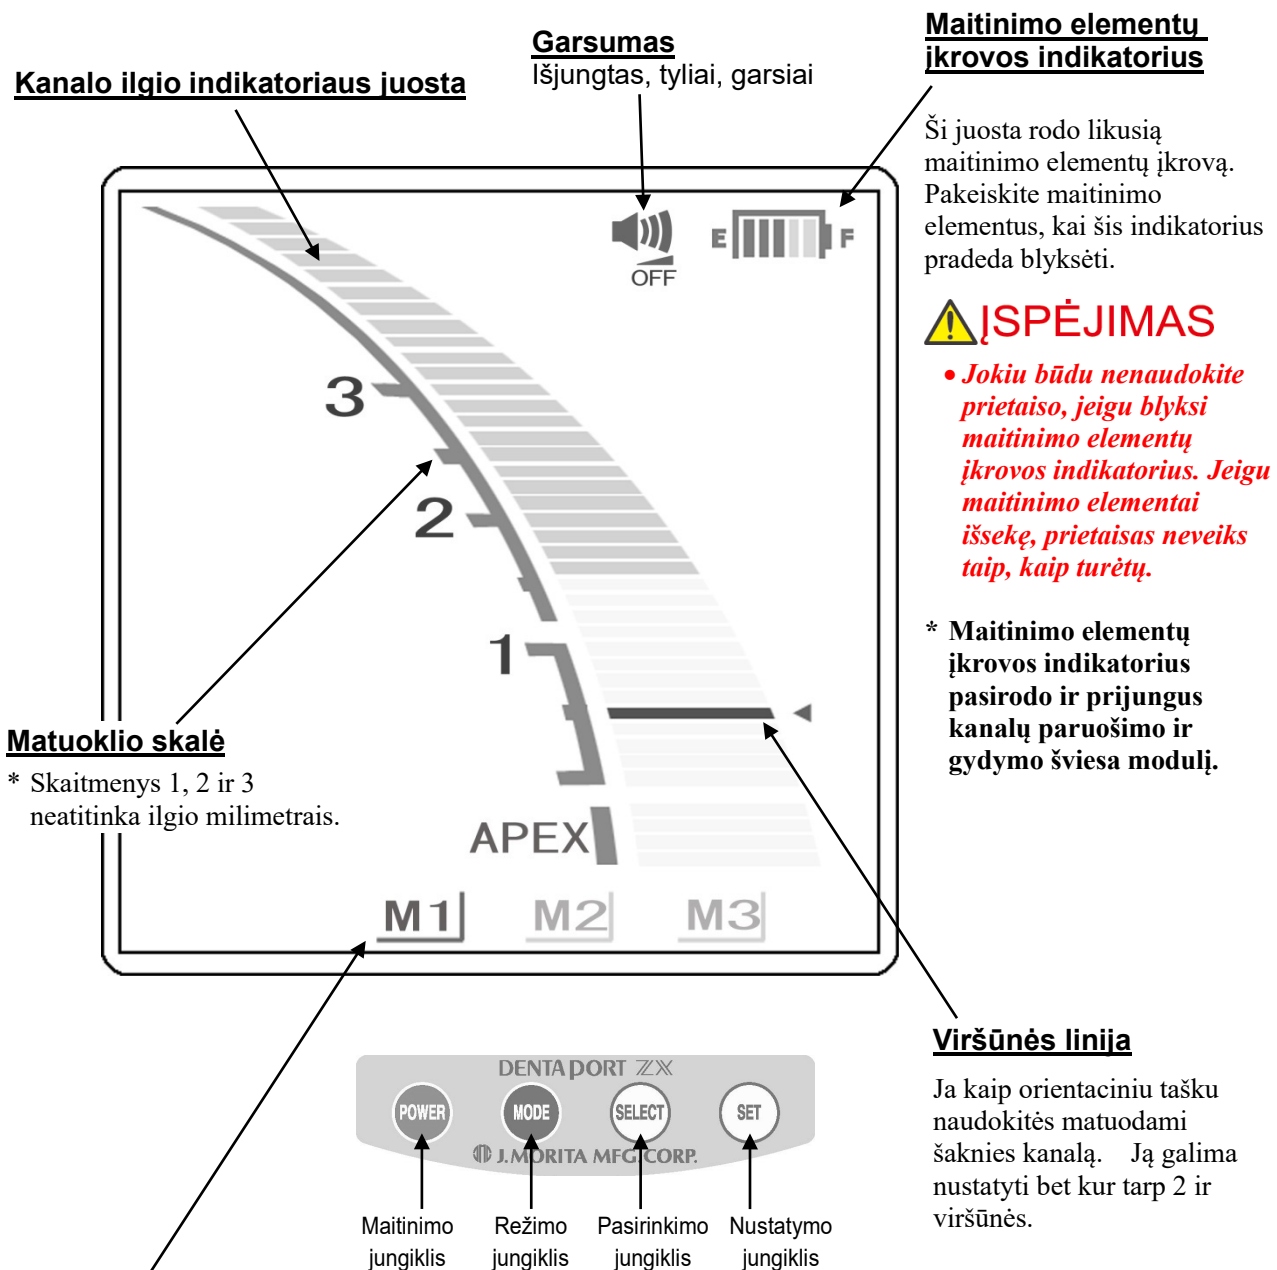 Kanalo ilgio indikatoriaus juosta
Garsumas
Išjungtas, tyliai, garsiai
Maitinimo elementų
įkrovos indikatorius
Ši juosta rodo likusią
maitinimo elementų įkrovą.
Pakeiskite maitinimo
elementus, kai šis indikatorius
pradeda blyksėti.
ĮSPĖJIMAS
• Jokiu būdu nenaudokite
prietaiso, jeigu blyksi
maitinimo elementų
įkrovos indikatorius. Jeigu
maitinimo elementai
išsekę, prietaisas neveiks
taip, kaip turėtų.
* Maitinimo elementų
įkrovos indikatorius
pasirodo ir prijungus
kanalų paruošimo ir
gydymo šviesa modulį.
OFF
E F
3
2
1
APEX
M1 M2 M3
Matuoklio skalė
* Skaitmenys 1, 2 ir 3
neatitinka ilgio milimetrais.
Viršūnės linija
Ja kaip orientaciniu tašku
naudokitės matuodami
šaknies kanalą. Ją galima
nustatyti bet kur tarp 2 ir
viršūnės.
DENTAPORT ZX
POWER MODE SELECT SET
J.MORITA MFG.CORP.
Maitinimo
jungiklis
Režimo
jungiklis
Pasirinkimo
jungiklis
Nustatymo
jungiklis